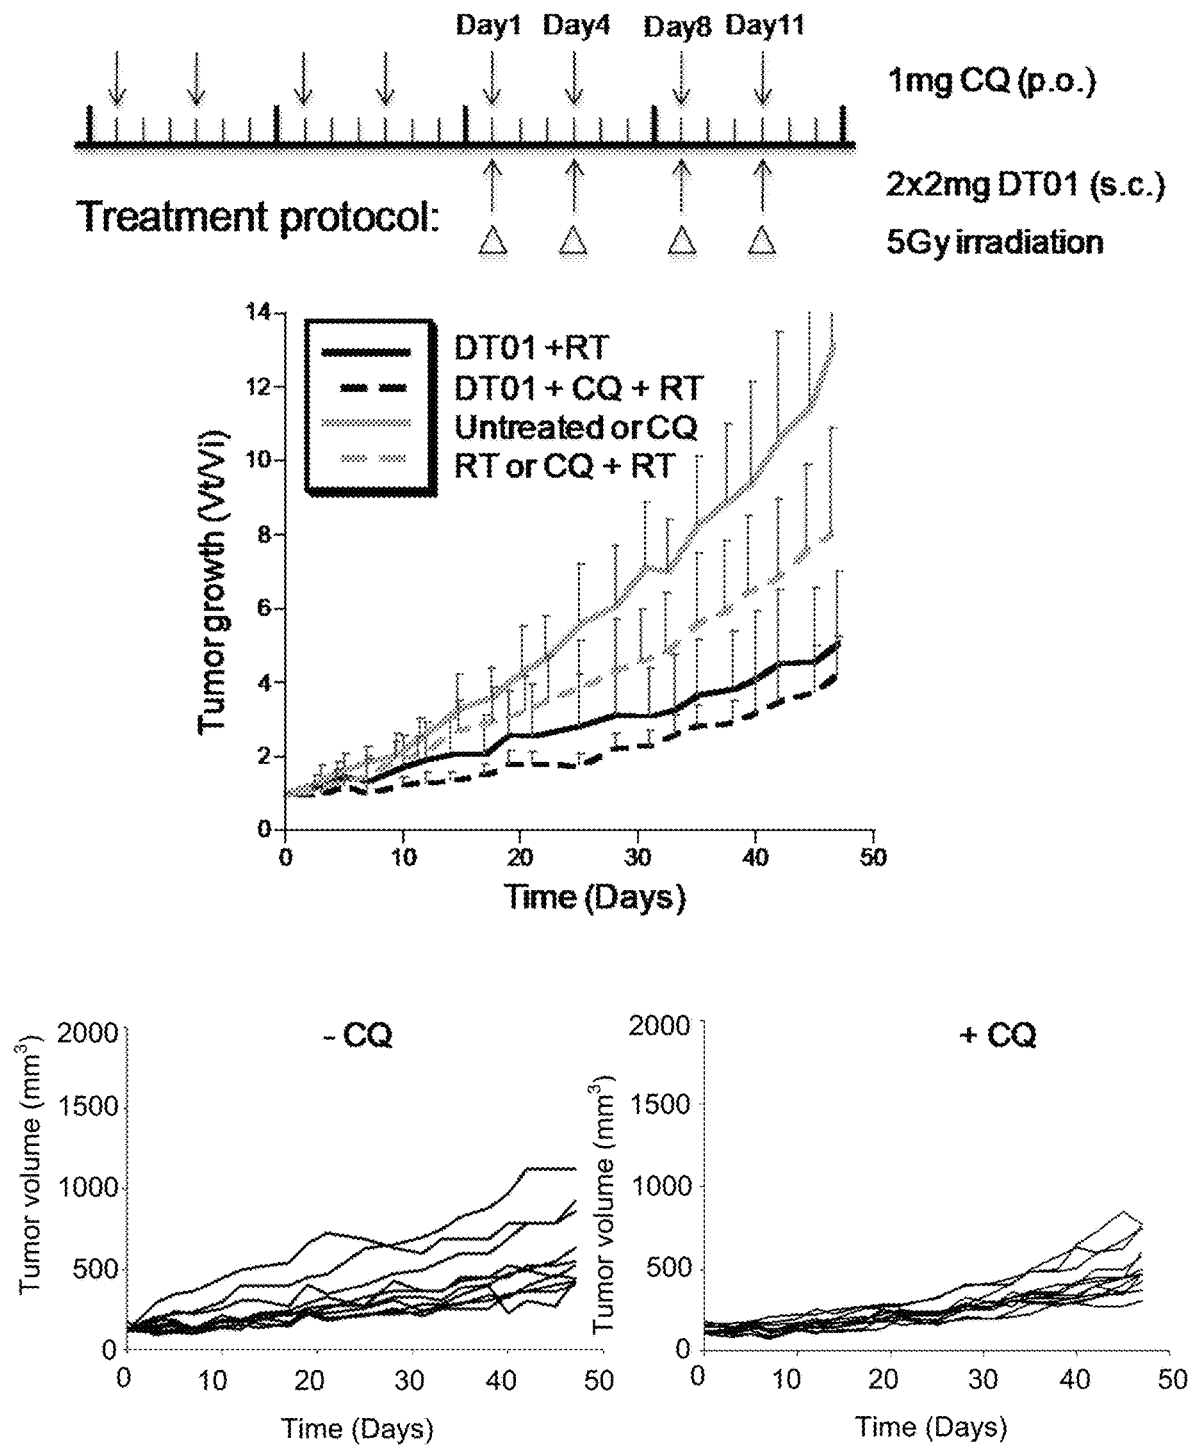 Day1 Day4 Day8 Day11
1mg CQ (p.o.)
2x2mg DT01 (s.c.)
Treatment protocol:
5Gy irradiation
14
12
10
8
6
4
2
0
Tumor growth (Vt/Vi)
DT01 +RT
DT01 + CQ + RT
Untreated or CQ
RT or CQ + RT
0 10 20 30 40 50
Time (Days)
- CQ
2000
1500
1000
500
0
Tumor volume (mm³)
0 10 20 30 40 50
Time (Days)
+ CQ
2000
1500
1000
500
0
Tumor volume (mm³)
0 10 20 30 40 50
Time (Days)